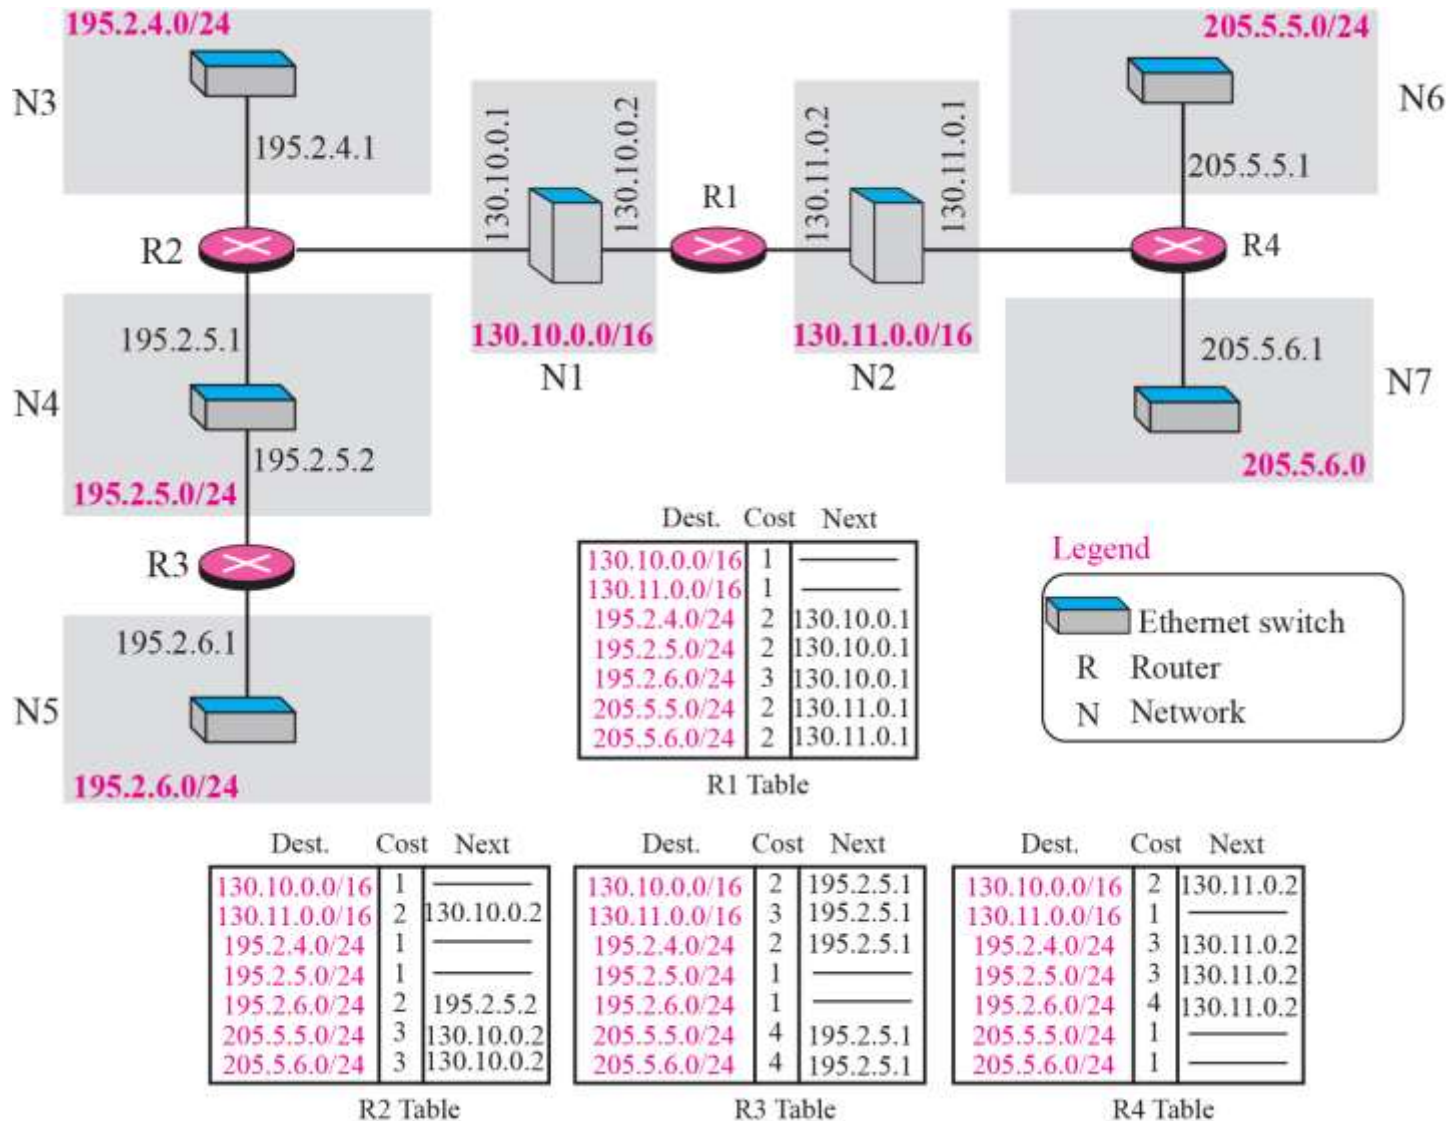 195.2.4.0/24
205.5.5.0/24
N3
N6
130.10.0.1
130.10.0.2
130.11.0.2
130.11.0.1
195.2.4.1
205.5.5.1
R1
R2
R4
195.2.5.1
130.10.0.0/16
130.11.0.0/16
205.5.6.1
N1
N2
N4
N7
195.2.5.2
205.5.6.0
195.2.5.0/24
R3
195.2.6.1
N5
195.2.6.0/24
Dest. Cost Next
130.10.0.0/16 1
130.11.0.0/16 1
195.2.4.0/24 2 130.10.0.1
195.2.5.0/24 2 130.10.0.1
195.2.6.0/24 3 130.10.0.1
205.5.5.0/24 2 130.11.0.1
205.5.6.0/24 2 130.11.0.1
R1 Table
Legend
Ethernet switch
R Router
N Network
Dest. Cost Next
130.10.0.0/16 1
130.11.0.0/16 2 130.10.0.2
195.2.4.0/24 1
195.2.5.0/24 1
195.2.6.0/24 2 195.2.5.2
205.5.5.0/24 3 130.10.0.2
205.5.6.0/24 3 130.10.0.2
R2 Table
Dest. Cost Next
130.10.0.0/16 2 195.2.5.1
130.11.0.0/16 3 195.2.5.1
195.2.4.0/24 2 195.2.5.1
195.2.5.0/24 1
195.2.6.0/24 1
205.5.5.0/24 4 195.2.5.1
205.5.6.0/24 4 195.2.5.1
R3 Table
Dest. Cost Next
130.10.0.0/16 2 130.11.0.2
130.11.0.0/16 1
195.2.4.0/24 3 130.11.0.2
195.2.5.0/24 3 130.11.0.2
195.2.6.0/24 4 130.11.0.2
205.5.5.0/24 1
205.5.6.0/24 1
R4 Table